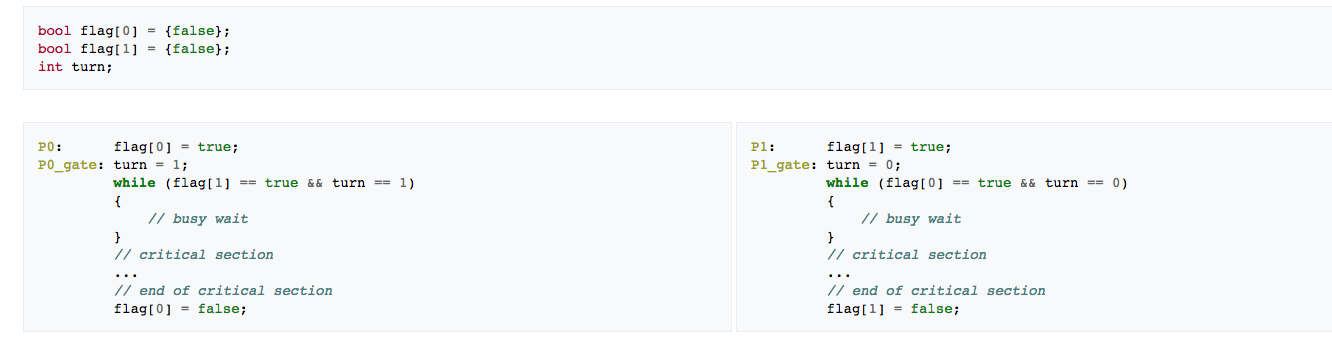 bool flag[0] = {false};
bool flag[1] = {false};
int turn;
P0:      flag[0] = true;
P0_gate: turn = 1;
         while (flag[1] == true && turn == 1)
         {
             // busy wait
         }
         // critical section
         ...
         // end of critical section
         flag[0] = false;
P1:      flag[1] = true;
P1_gate: turn = 0;
         while (flag[0] == true && turn == 0)
         {
             // busy wait
         }
         // critical section
         ...
         // end of critical section
         flag[1] = false;